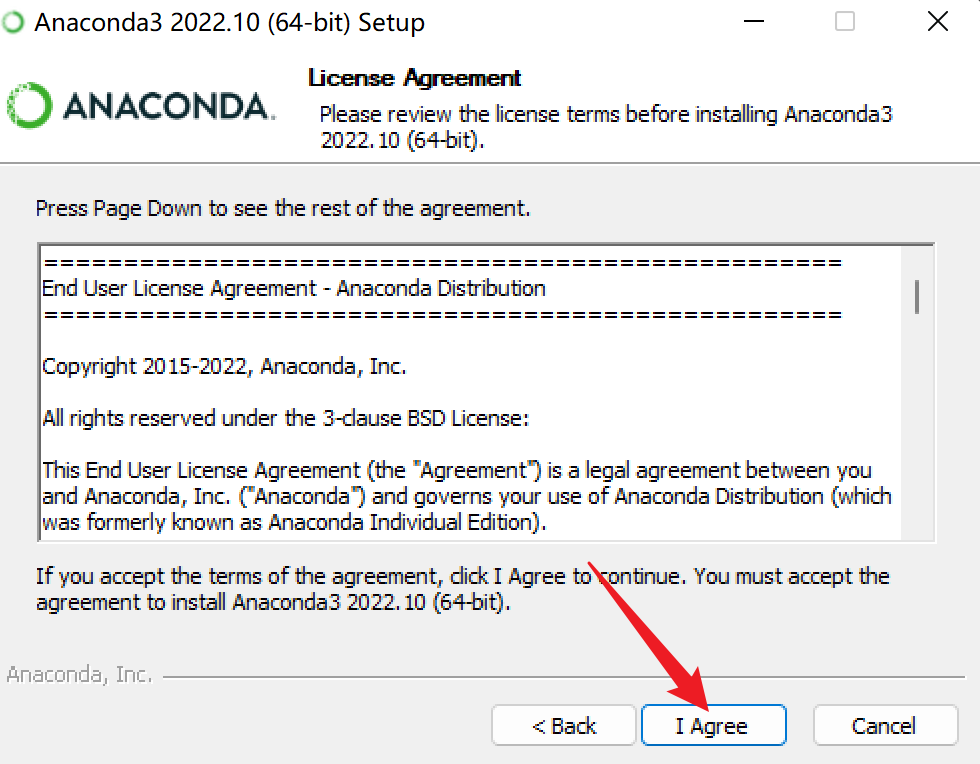 Anaconda3 2022.10 (64-bit) Setup
License Agreement
ANACONDA.
Please review the license terms before installing Anaconda3
2022.10 (64-bit).
Press Page Down to see the rest of the agreement.
==================================================
End User License Agreement - Anaconda Distribution
==================================================
Copyright 2015-2022, Anaconda, Inc.
All rights reserved under the 3-clause BSD License:
This End User License Agreement (the "Agreement") is a legal agreement between you
and Anaconda, Inc. ("Anaconda") and governs your use of Anaconda Distribution (which
was formerly known as Anaconda Individual Edition).
If you accept the terms of the agreement, click I Agree to continue. You must accept the
agreement to install Anaconda3 2022.10 (64-bit).
Anaconda, Inc.
< Back
I Agree
Cancel